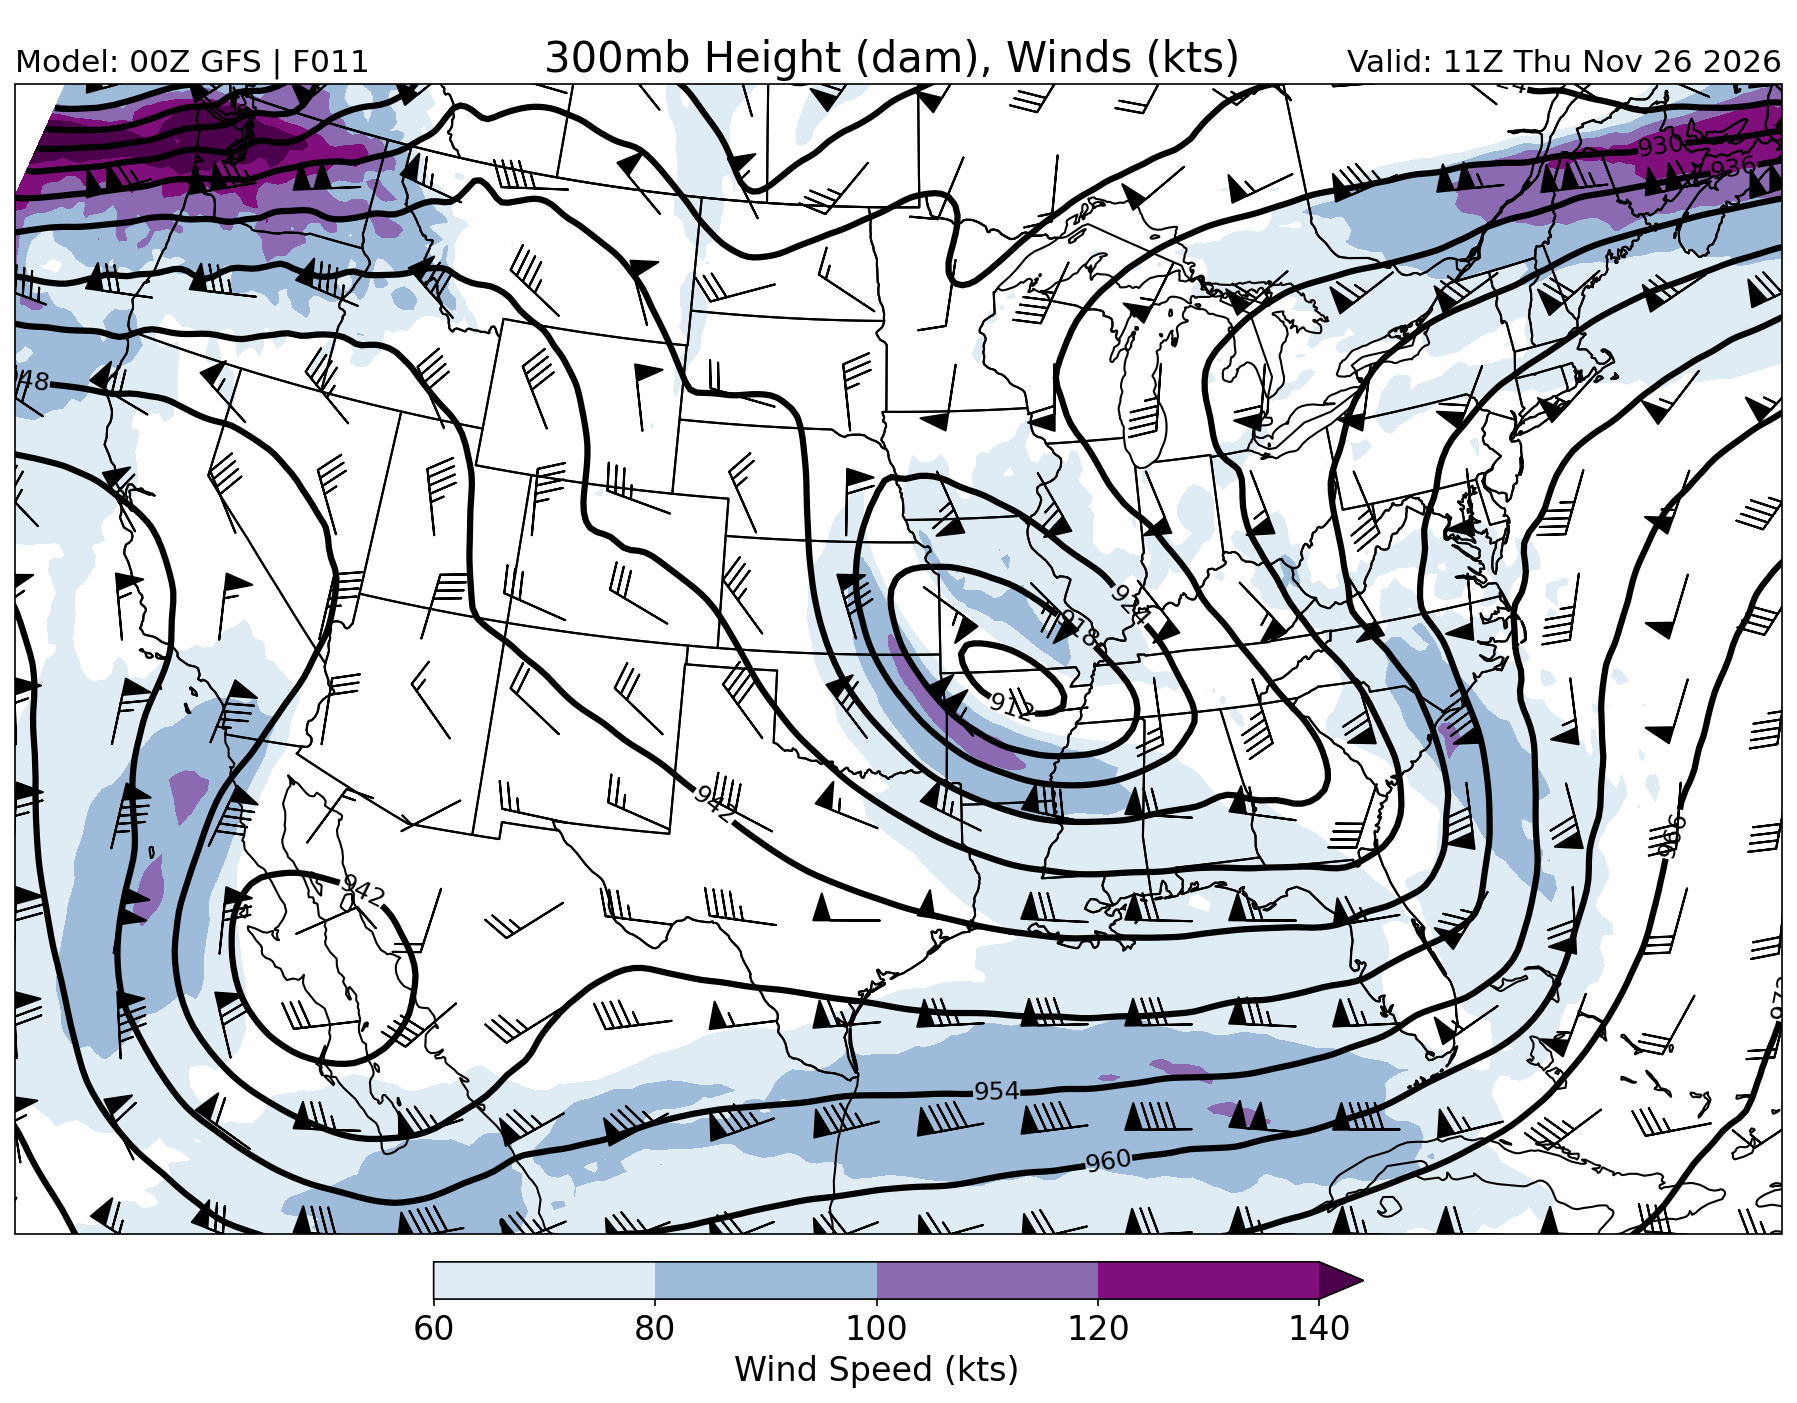 Model: 00Z GFS | F011
300mb Height (dam), Winds (kts)
Valid: 11Z Thu Nov 26 2026
930
936
48
924
918
912
942
966
942
954
960
60 80 100 120 140
Wind Speed (kts)